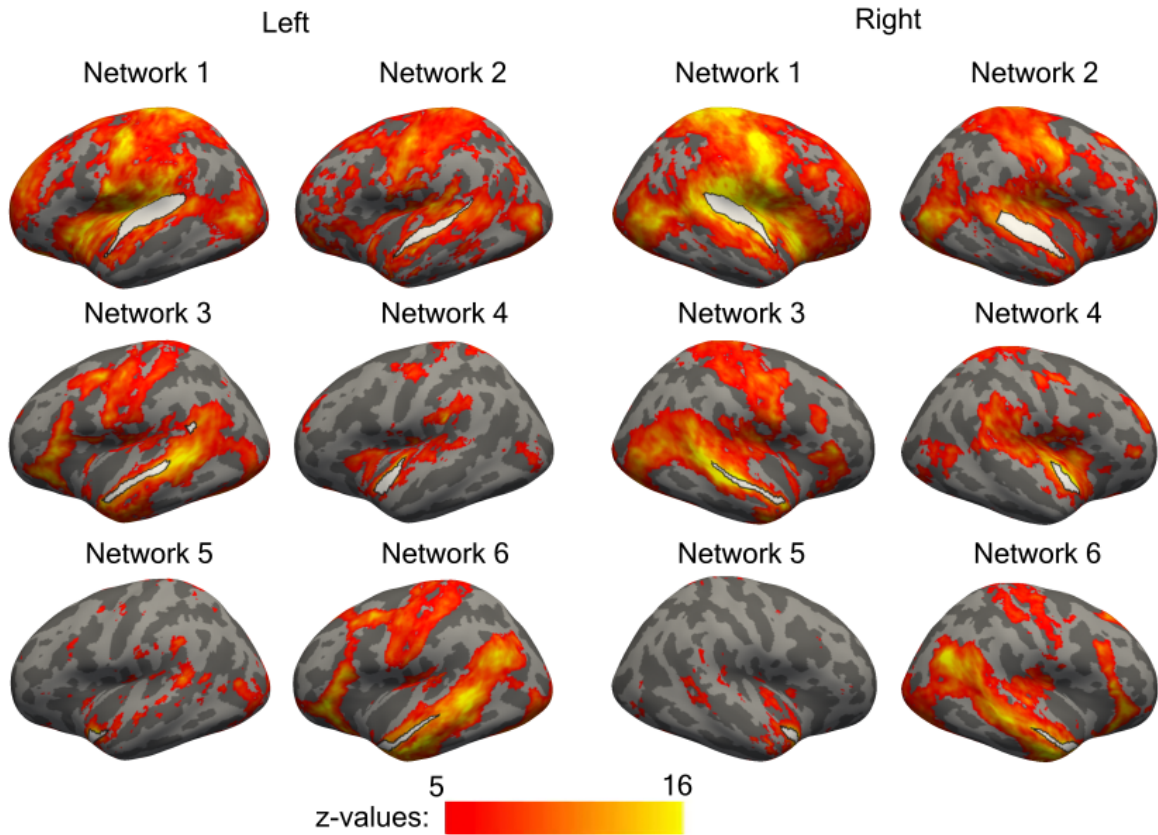 Left Right
Network 1 Network 2 Network 1 Network 2
Network 3 Network 4 Network 3 Network 4
Network 5 Network 6 Network 5 Network 6
5 16
z-values: